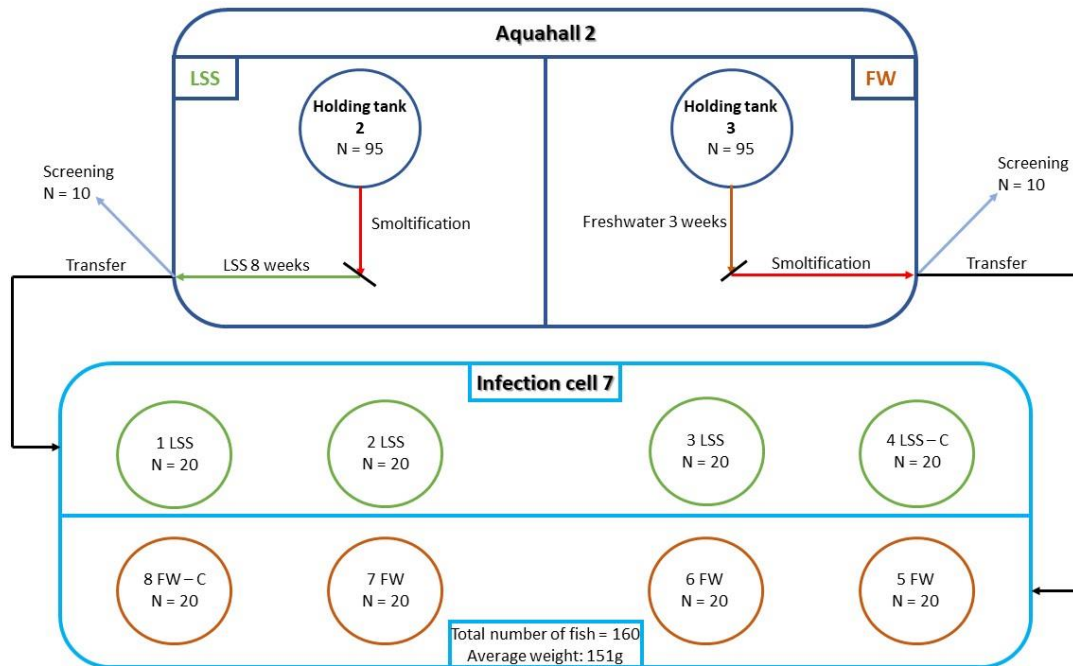 Aquahall 2
LSS
FW
Holding tank
2
N = 95
Holding tank
3
N = 95
Screening
N = 10
Screening
N = 10
Smoltification
Freshwater 3 weeks
Transfer
LSS 8 weeks
Smoltification
Transfer
Infection cell 7
1 LSS
N = 20
2 LSS
N = 20
3 LSS
N = 20
4 LSS – C
N = 20
8 FW – C
N = 20
7 FW
N = 20
6 FW
N = 20
5 FW
N = 20
Total number of fish = 160
Average weight: 151g